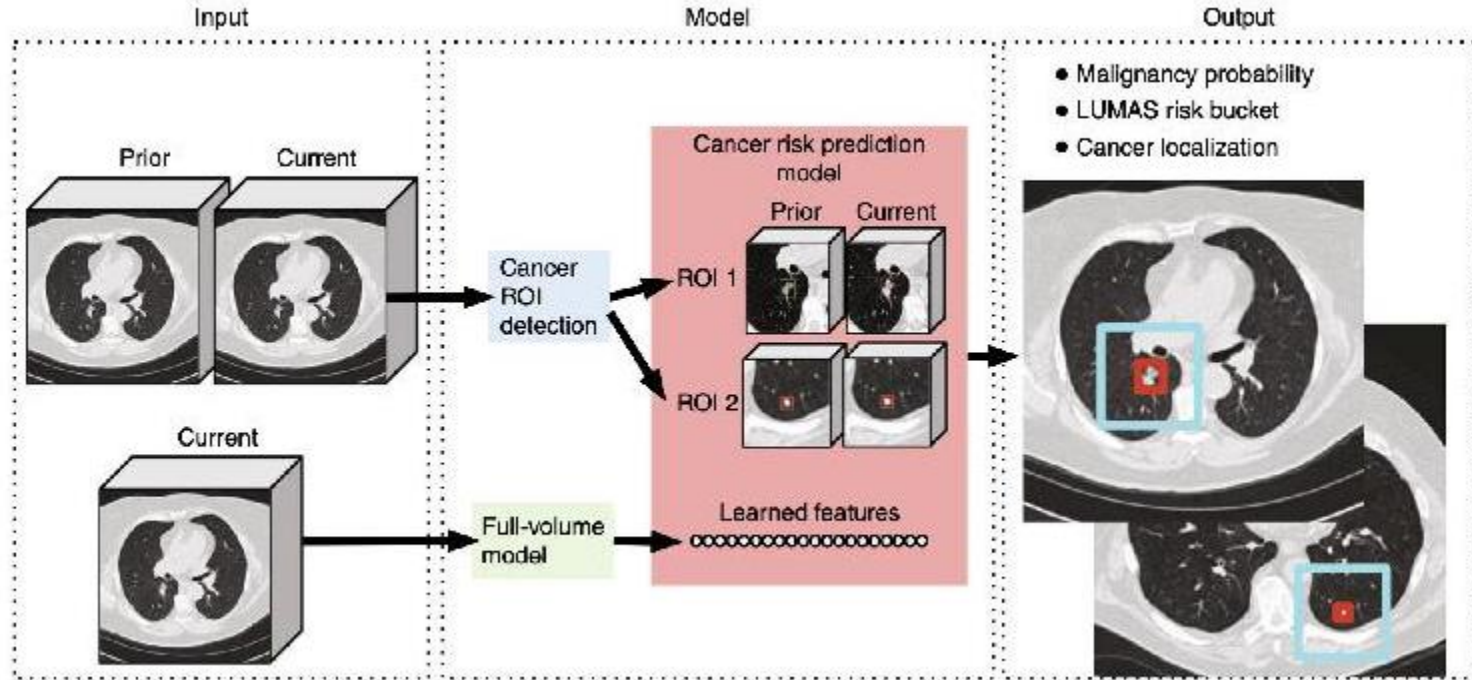 Input
Model
Output
Prior
Current
Current
Cancer
ROI
detection
Full-volume
model
Cancer risk prediction
model
Prior
Current
ROI 1
ROI 2
Learned features
● Malignancy probability
● LUMAS risk bucket
● Cancer localization